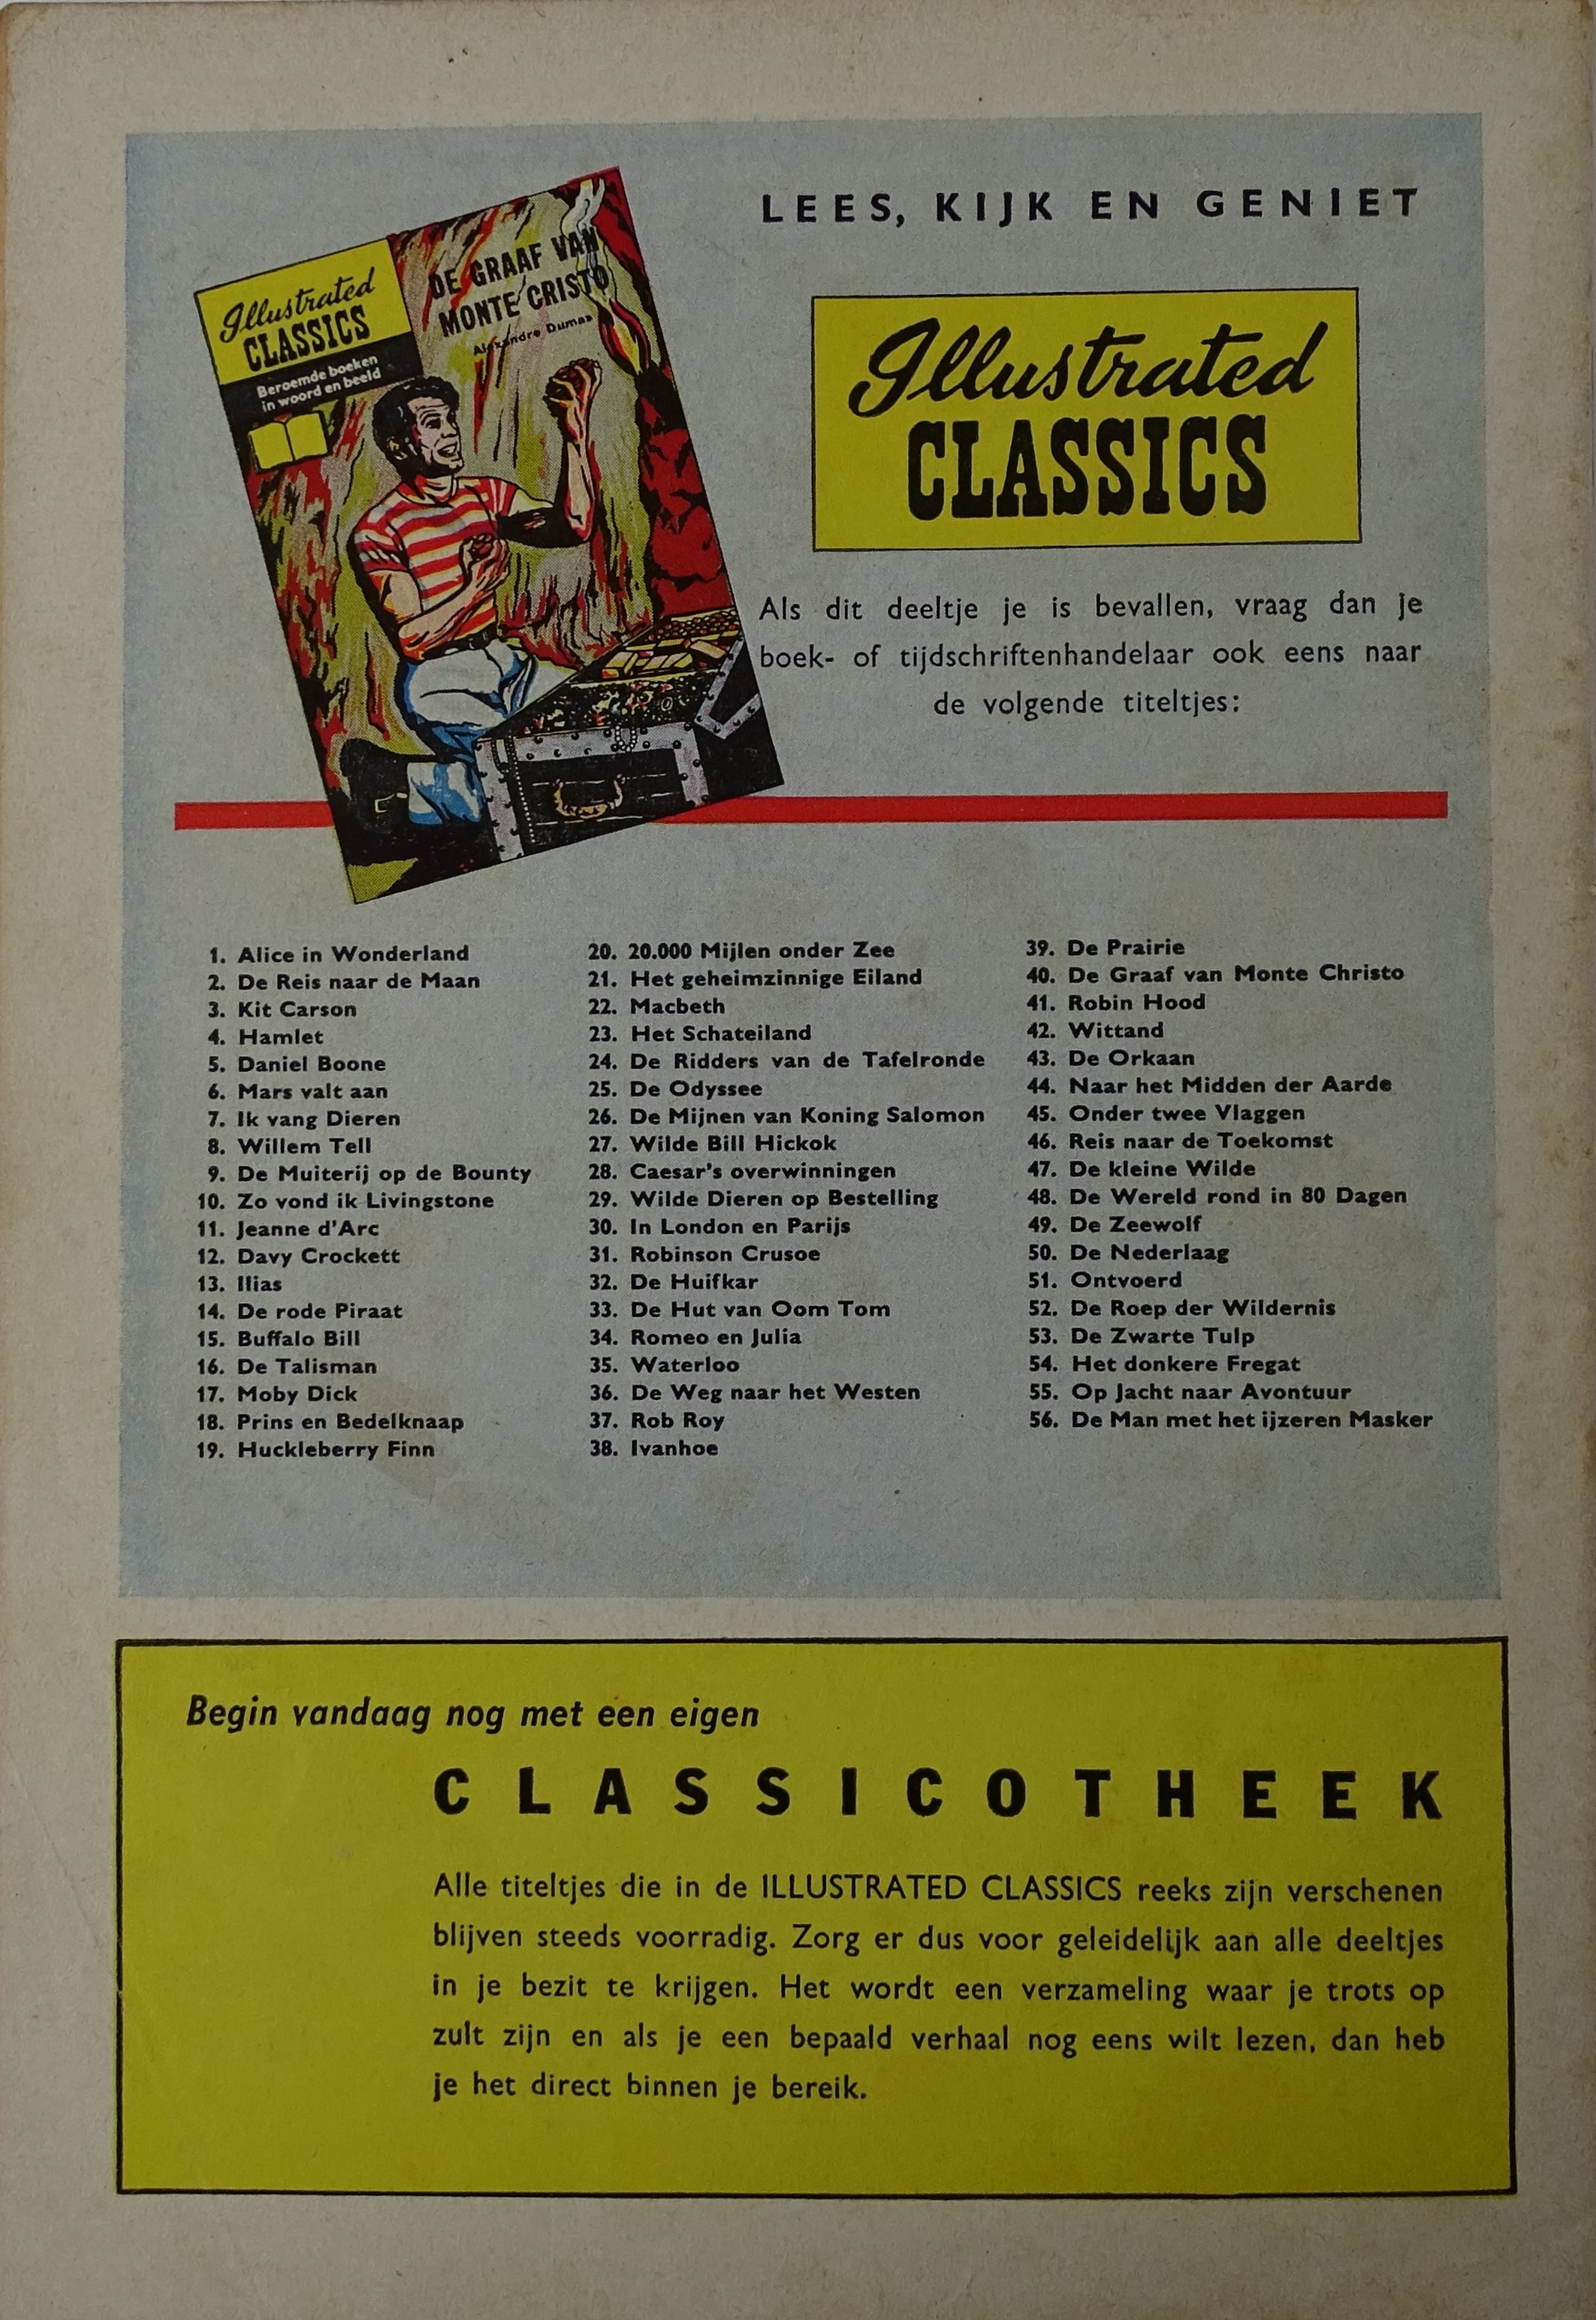 LEES, KIJK EN GENIET
Illustrated
CLASSICS
Beroemde boeken
in woord en beeld
DE GRAAF VAN
MONTE CRISTO
Alexandre Dumas
Illustrated
CLASSICS
Als dit deeltje je is bevallen, vraag dan je
boek- of tijdschriftenhandelaar ook eens naar
de volgende titeltjes:
1. Alice in Wonderland
2. De Reis naar de Maan
3. Kit Carson
4. Hamlet
5. Daniel Boone
6. Mars valt aan
7. Ik vang Dieren
8. Willem Tell
9. De Muiterij op de Bounty
10. Zo vond ik Livingstone
11. Jeanne d'Arc
12. Davy Crockett
13. Ilias
14. De rode Piraat
15. Buffalo Bill
16. De Talisman
17. Moby Dick
18. Prins en Bedelknaap
19. Huckleberry Finn
20. 20.000 Mijlen onder Zee
21. Het geheimzinnige Eiland
22. Macbeth
23. Het Schateiland
24. De Ridders van de Tafelronde
25. De Odyssee
26. De Mijnen van Koning Salomon
27. Wilde Bill Hickok
28. Caesar's overwinningen
29. Wilde Dieren op Bestelling
30. In London en Parijs
31. Robinson Crusoe
32. De Huifkar
33. De Hut van Oom Tom
34. Romeo en Julia
35. Waterloo
36. De Weg naar het Westen
37. Rob Roy
38. Ivanhoe
39. De Prairie
40. De Graaf van Monte Christo
41. Robin Hood
42. Wittand
43. De Orkaan
44. Naar het Midden der Aarde
45. Onder twee Vlaggen
46. Reis naar de Toekomst
47. De kleine Wilde
48. De Wereld rond in 80 Dagen
49. De Zeewolf
50. De Nederlaag
51. Ontvoerd
52. De Roep der Wildernis
53. De Zwarte Tulp
54. Het donkere Fregat
55. Op Jacht naar Avontuur
56. De Man met het ijzeren Masker
Begin vandaag nog met een eigen
CLASSICOTHEEK
Alle titeltjes die in de ILLUSTRATED CLASSICS reeks zijn verschenen
blijven steeds voorradig. Zorg er dus voor geleidelijk aan alle deeltjes
in je bezit te krijgen. Het wordt een verzameling waar je trots op
zult zijn en als je een bepaald verhaal nog eens wilt lezen, dan heb
je het direct binnen je bereik.